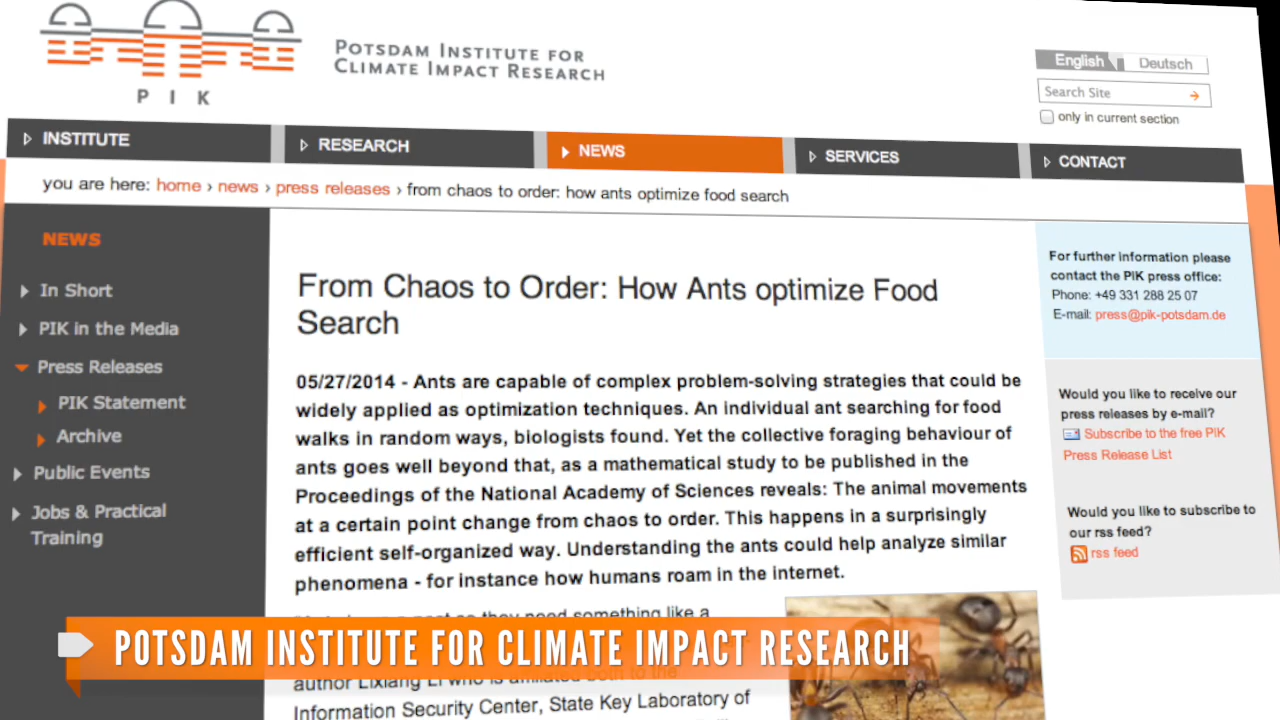 POTSDAM INSTITUTE FOR
CLIMATE IMPACT RESEARCH
P I K
English
Deutsch
Search Site
only in current section
INSTITUTE
RESEARCH
NEWS
SERVICES
CONTACT
you are here: home › news › press releases › from chaos to order: how ants optimize food search
NEWS
In Short
PIK in the Media
Press Releases
PIK Statement
Archive
Public Events
Jobs & Practical
Training
From Chaos to Order: How Ants optimize Food
Search
05/27/2014 - Ants are capable of complex problem-solving strategies that could be
widely applied as optimization techniques. An individual ant searching for food
walks in random ways, biologists found. Yet the collective foraging behaviour of
ants goes well beyond that, as a mathematical study to be published in the
Proceedings of the National Academy of Sciences reveals: The animal movements
at a certain point change from chaos to order. This happens in a surprisingly
efficient self-organized way. Understanding the ants could help analyze similar
phenomena - for instance how humans roam in the internet.
they need something like a
author Lixiang Li who is affiliated both to the
Information Security Center, State Key Laboratory of
For further information please
contact the PIK press office:
Phone: +49 331 288 25 07
E-mail: press@pik-potsdam.de
Would you like to receive our
press releases by e-mail?
Subscribe to the free PIK
Press Release List
Would you like to subscribe to
our rss feed?
rss feed
POTSDAM INSTITUTE FOR CLIMATE IMPACT RESEARCH